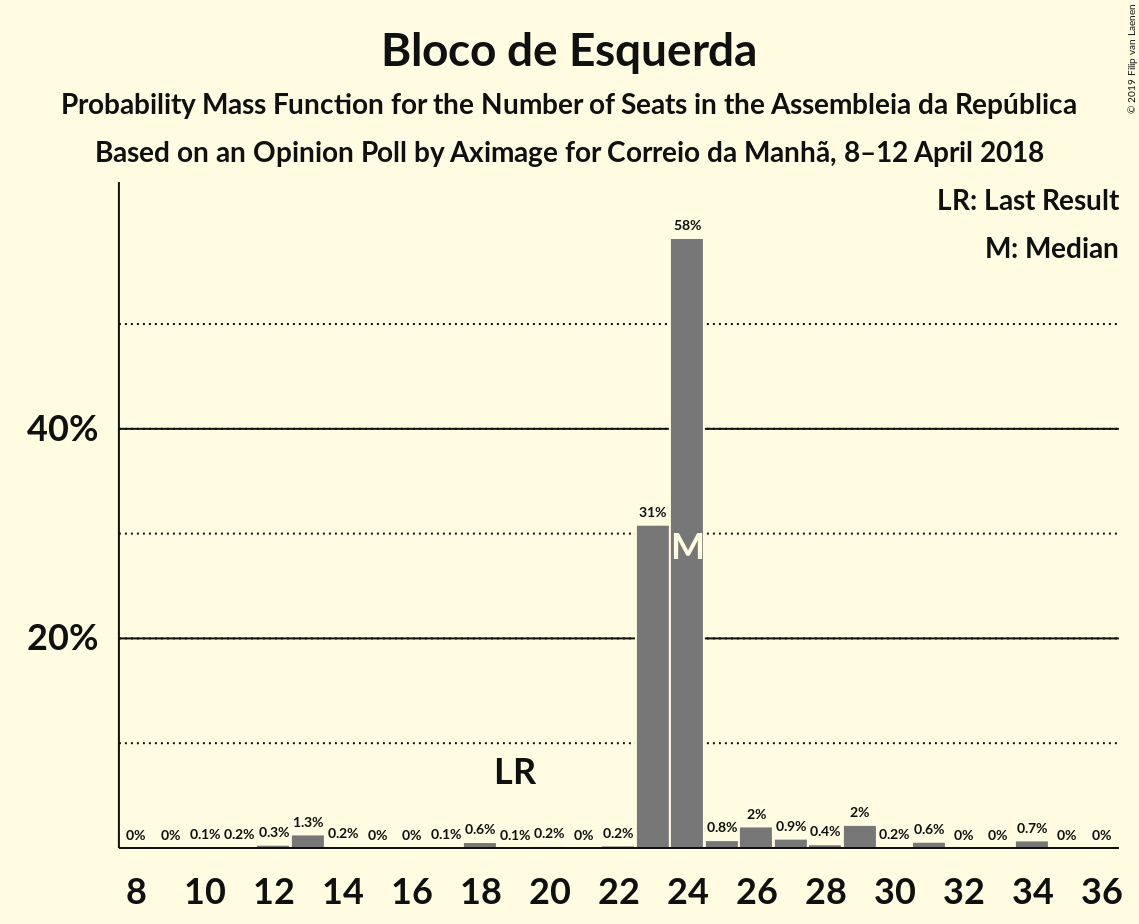 Bloco de Esquerda
Probability Mass Function for the Number of Seats in the Assembleia da República
Based on an Opinion Poll by Aximage for Correio da Manhã, 8–12 April 2018
© 2019 Filip van Laenen
LR: Last Result
M: Median
40%
20%
0% 0% 0.1% 0.2% 0.3% 1.3% 0.2% 0% 0% 0.1% 0.6% 0.1% 0.2% 0% 0.2% 31% 58% 0.8% 2% 0.9% 0.4% 2% 0.2% 0.6% 0% 0% 0.7% 0% 0%
LR
M
8 10 12 14 16 18 20 22 24 26 28 30 32 34 36